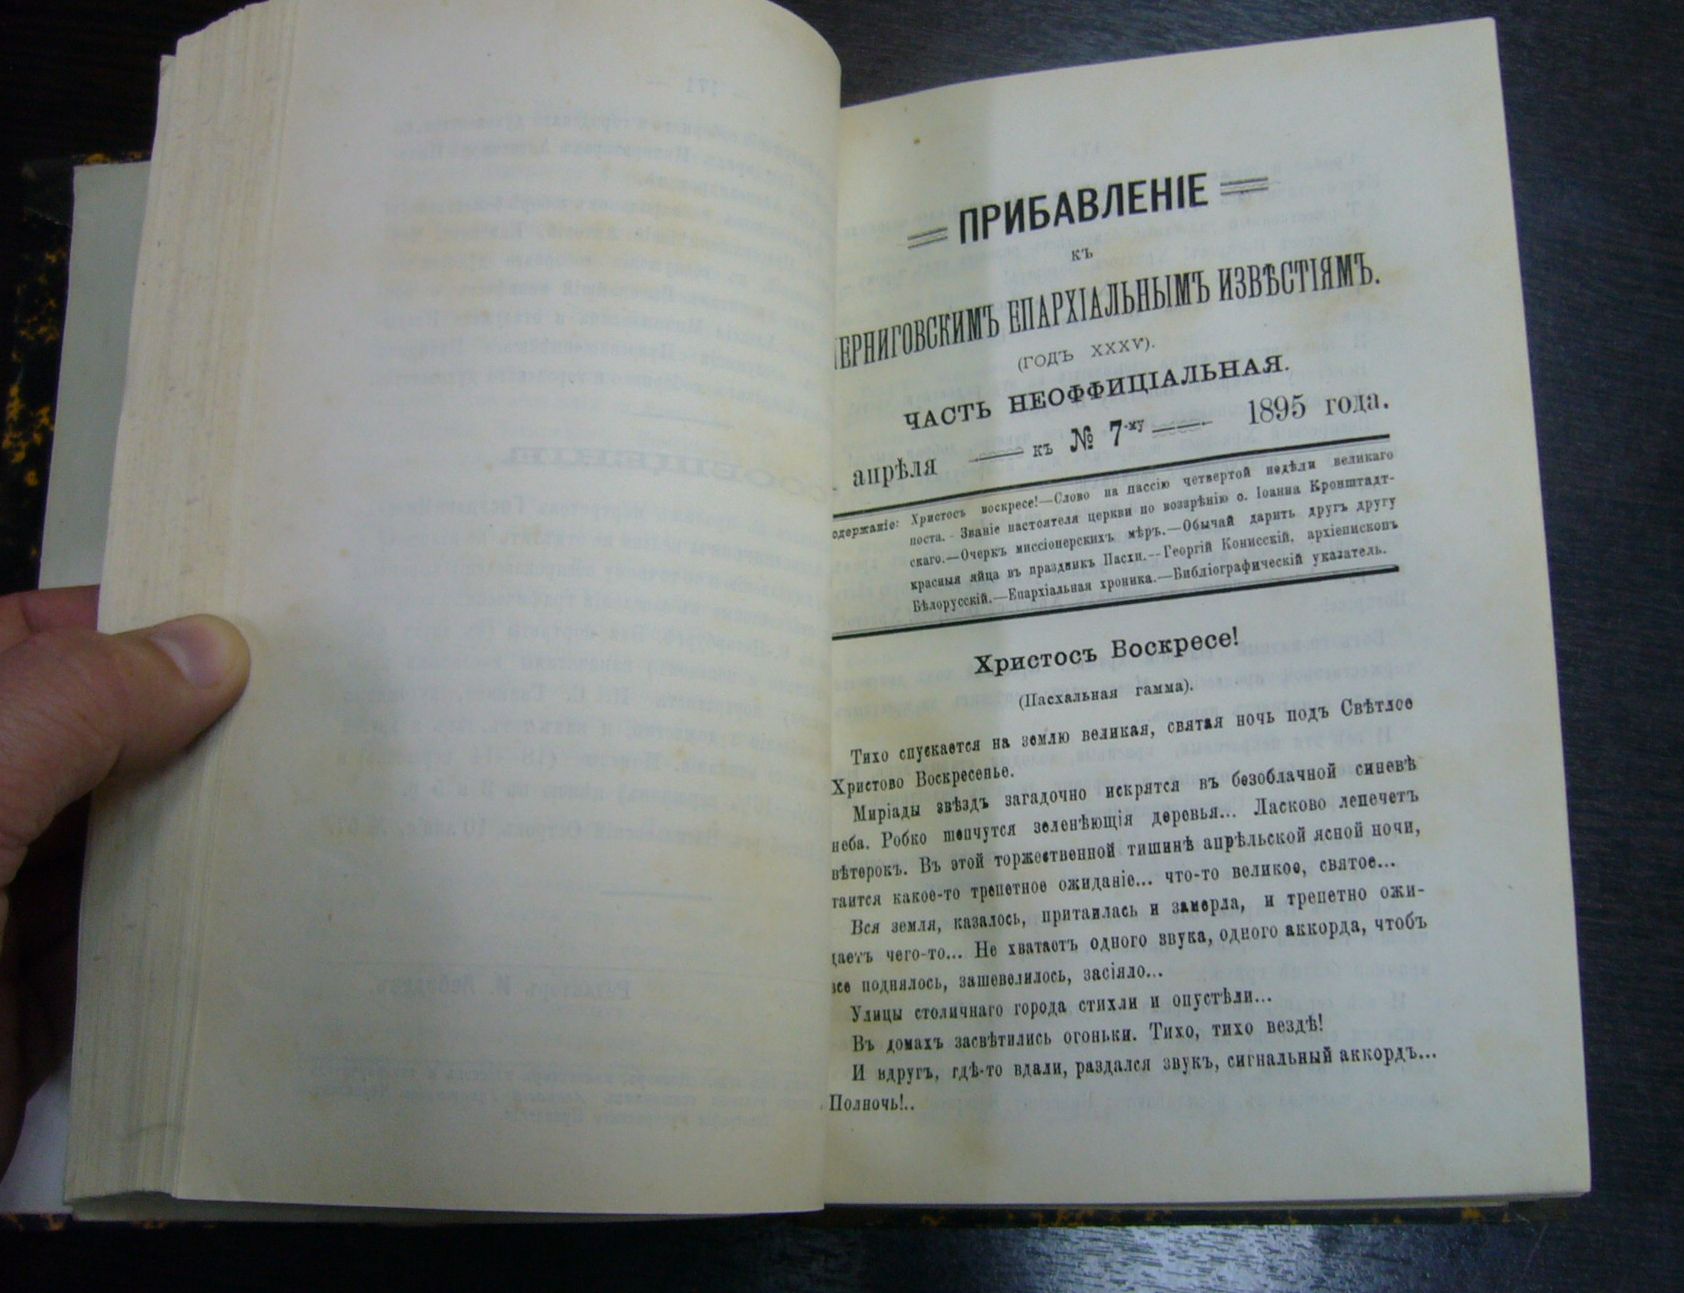 ПРИБАВЛЕНІЕ
къ
ЕРНИГОВСКИМЪ ЕПАРХІАЛЬНЫМЪ ИЗВѢСТІЯМЪ.
(ГОДЪ XXXV).
ЧАСТЬ НЕОФФИЦІАЛЬНАЯ.
апрѣля къ № 7-му 1895 года.
одержаніе: Христосъ воскресе!—Слово на пассію четвертой недѣли великаго
поста. - Званіе настоятеля церкви по воззрѣнію о. Іоанна Кронштадт-
скаго.—Очеркъ миссіонерскихъ мѣръ.—Обычай дарить другъ другу
красныя яйца въ праздникъ Пасхи.--Георгій Конисскій, архіепископъ
Бѣлорусскій.—Епархіальная хроника.—Библіографическій указатель.
Христосъ Воскресе!
(Пасхальная гамма).
Тихо спускается на землю великая, святая ночь подъ Свѣтлое
Христово Воскресенье.
Миріады звѣздъ загадочно искрятся въ безоблачной синевѣ
неба. Робко шепчутся зеленѣющія деревья... Ласково лепечетъ
вѣтерокъ. Въ этой торжественной тишинѣ апрѣльской ясной ночи,
таится какое-то трепетное ожиданіе... что-то великое, святое...
Вся земля, казалось, притаилась и замерла, и трепетно ожи-
даетъ чего-то... Не хватаетъ одного звука, одного аккорда, чтобъ
все поднялось, зашевелилось, засіяло...
Улицы столичнаго города стихли и опустѣли...
Въ домахъ засвѣтились огоньки. Тихо, тихо вездѣ!
И вдругъ, гдѣ-то вдали, раздался звукъ, сигнальный аккордъ...
Полночь!..